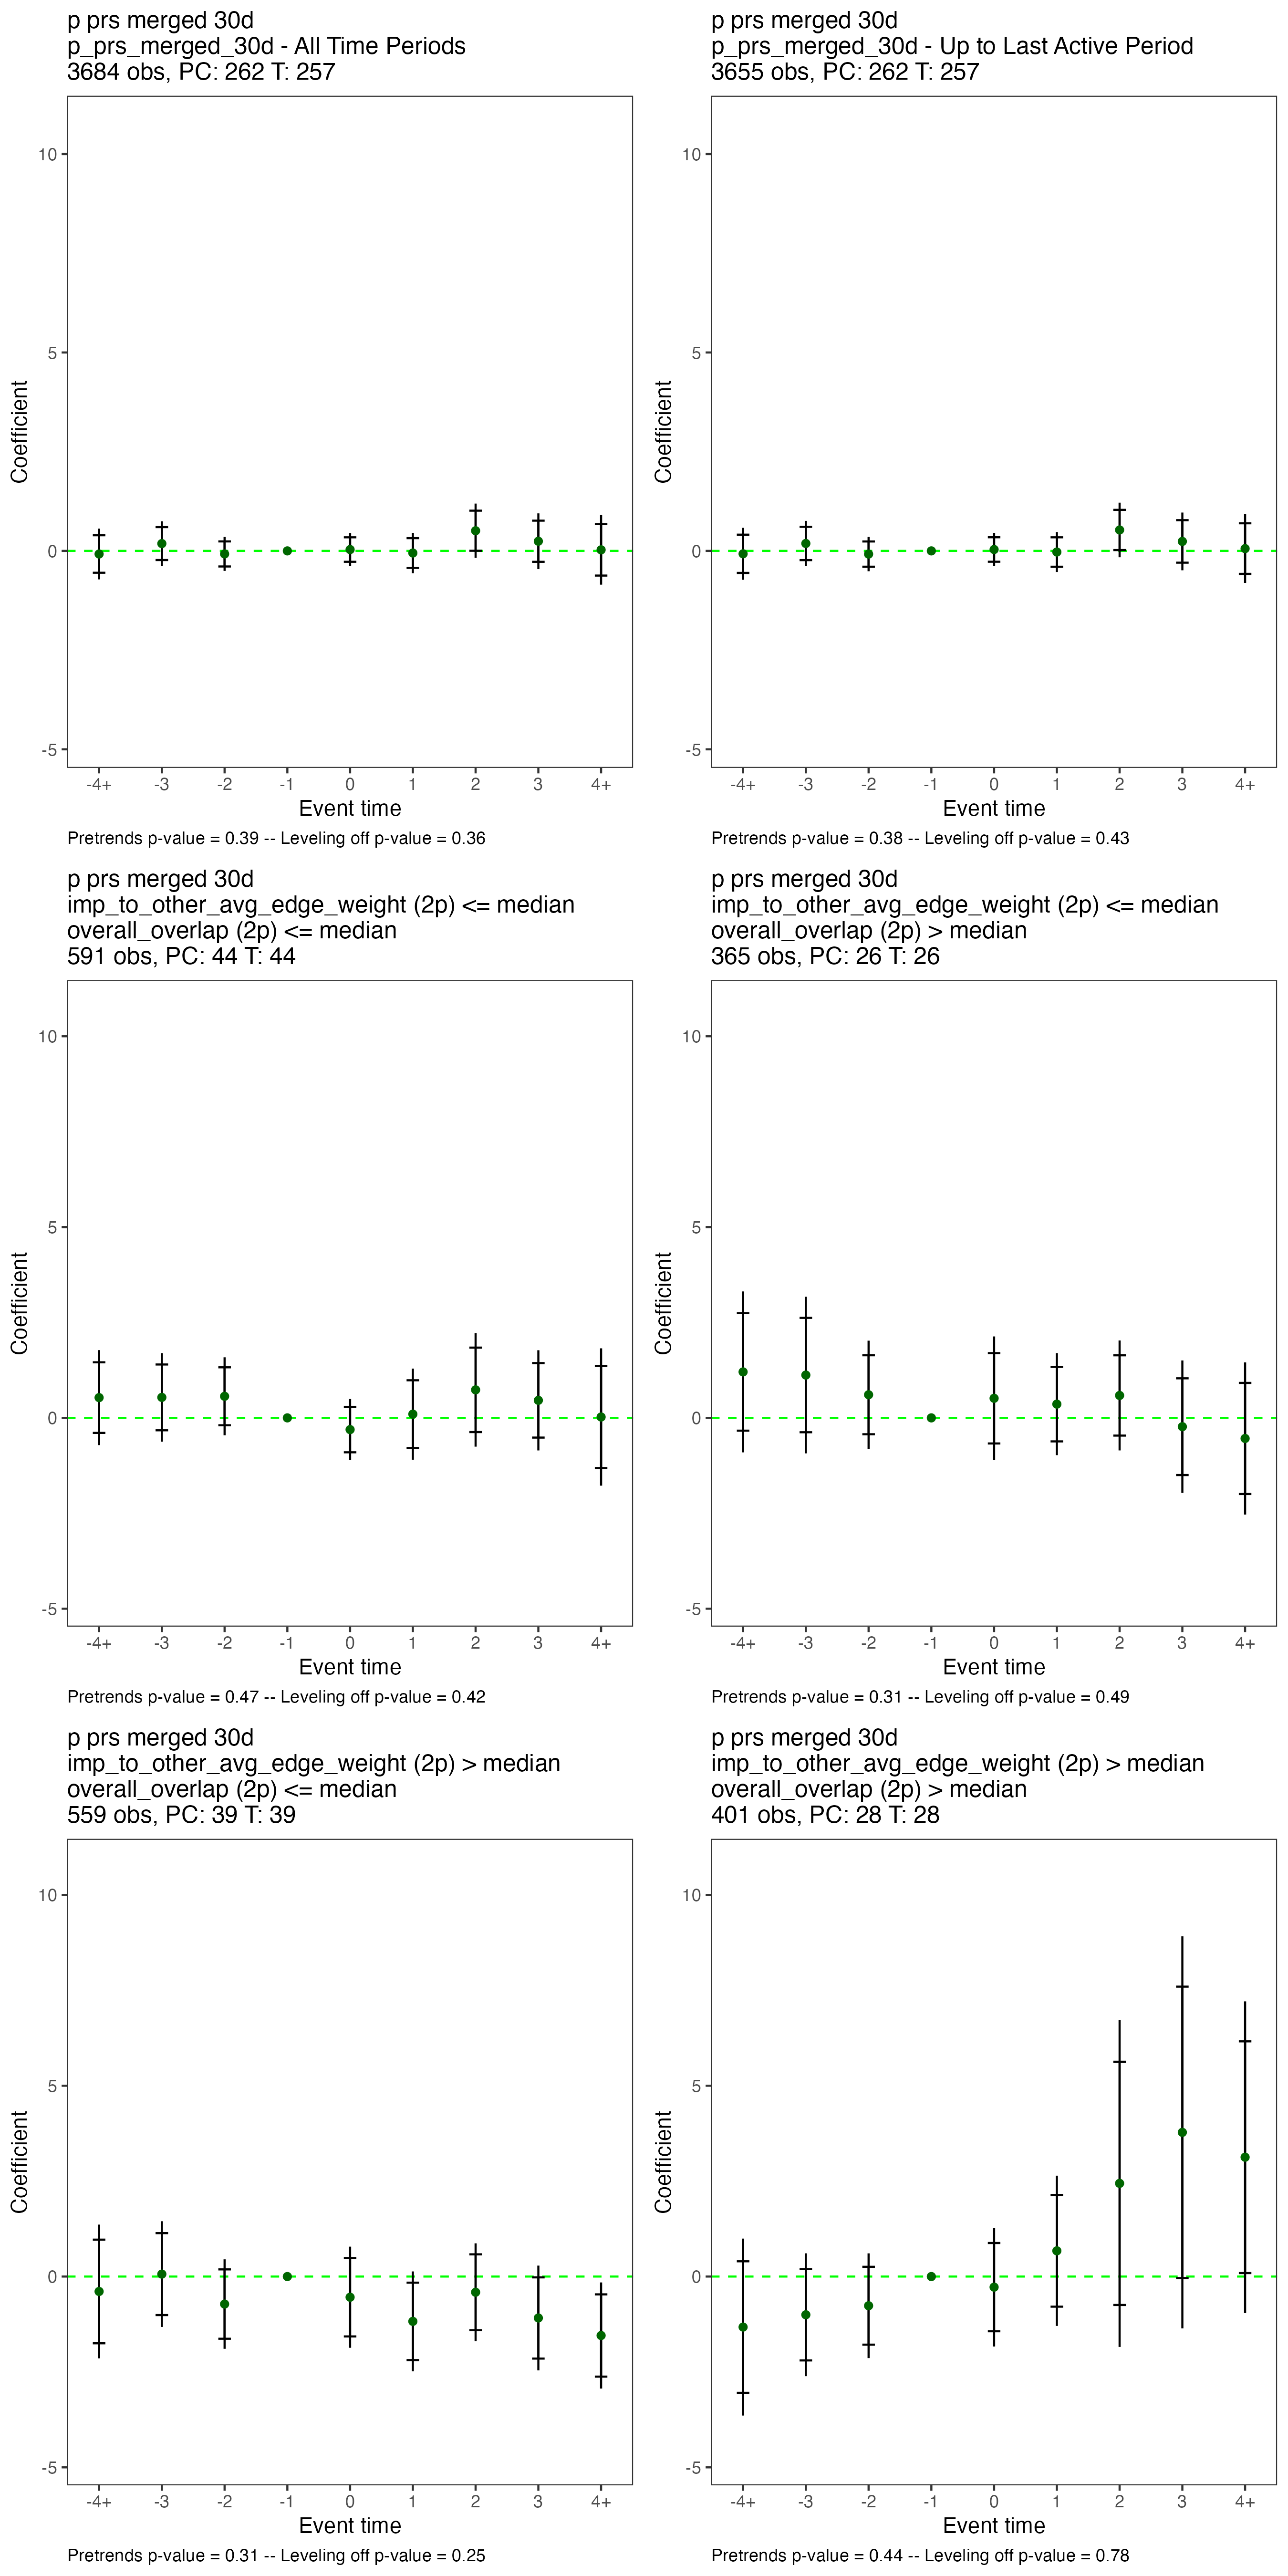 p prs merged 30d
p_prs_merged_30d - All Time Periods
3684 obs, PC: 262 T: 257
10
5
0
-5
Coefficient
-4+ -3 -2 -1 0 1 2 3 4+
Event time
Pretrends p-value = 0.39 -- Leveling off p-value = 0.36
p prs merged 30d
p_prs_merged_30d - Up to Last Active Period
3655 obs, PC: 262 T: 257
10
5
0
-5
Coefficient
-4+ -3 -2 -1 0 1 2 3 4+
Event time
Pretrends p-value = 0.38 -- Leveling off p-value = 0.43
p prs merged 30d
imp_to_other_avg_edge_weight (2p) <= median
overall_overlap (2p) <= median
591 obs, PC: 44 T: 44
10
5
0
-5
Coefficient
-4+ -3 -2 -1 0 1 2 3 4+
Event time
Pretrends p-value = 0.47 -- Leveling off p-value = 0.42
p prs merged 30d
imp_to_other_avg_edge_weight (2p) <= median
overall_overlap (2p) > median
365 obs, PC: 26 T: 26
10
5
0
-5
Coefficient
-4+ -3 -2 -1 0 1 2 3 4+
Event time
Pretrends p-value = 0.31 -- Leveling off p-value = 0.49
p prs merged 30d
imp_to_other_avg_edge_weight (2p) > median
overall_overlap (2p) <= median
559 obs, PC: 39 T: 39
10
5
0
-5
Coefficient
-4+ -3 -2 -1 0 1 2 3 4+
Event time
Pretrends p-value = 0.31 -- Leveling off p-value = 0.25
p prs merged 30d
imp_to_other_avg_edge_weight (2p) > median
overall_overlap (2p) > median
401 obs, PC: 28 T: 28
10
5
0
-5
Coefficient
-4+ -3 -2 -1 0 1 2 3 4+
Event time
Pretrends p-value = 0.44 -- Leveling off p-value = 0.78